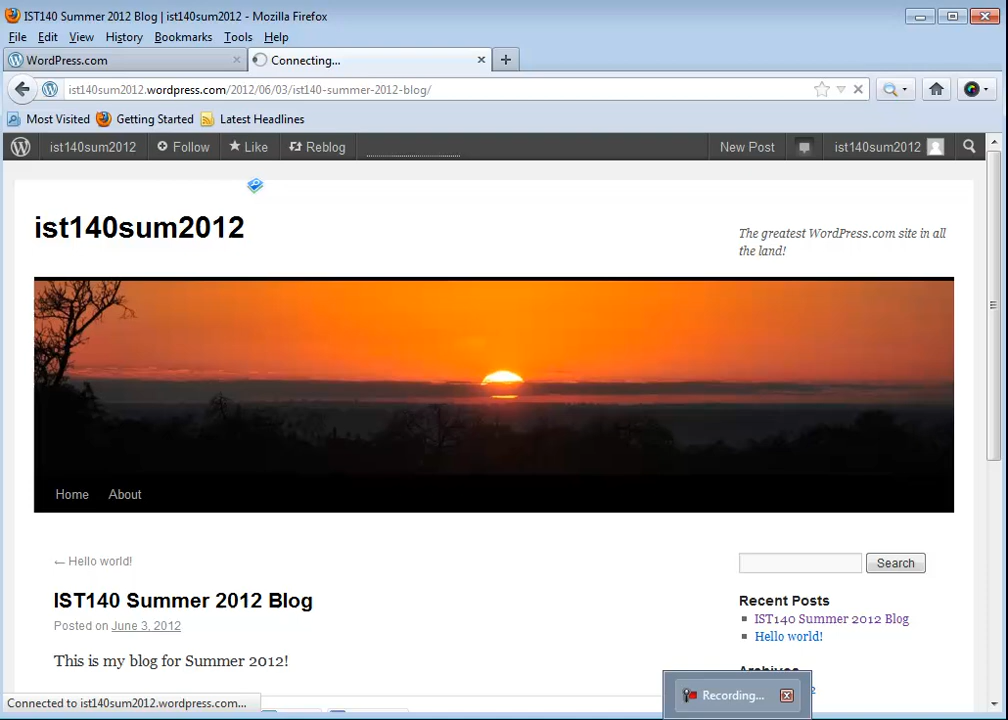 IST140 Summer 2012 Blog | ist140sum2012 - Mozilla Firefox
File Edit View History Bookmarks Tools Help
WordPress.com Connecting...
ist140sum2012.wordpress.com/2012/06/03/ist140-summer-2012-blog/
Most Visited Getting Started Latest Headlines
ist140sum2012 Follow Like Reblog New Post ist140sum2012
ist140sum2012
The greatest WordPress.com site in all
the land!
Home About
← Hello world!
Search
IST140 Summer 2012 Blog
Posted on June 3, 2012
This is my blog for Summer 2012!
Recent Posts
IST140 Summer 2012 Blog
Hello world!
Archives
Recording...
Connected to ist140sum2012.wordpress.com...